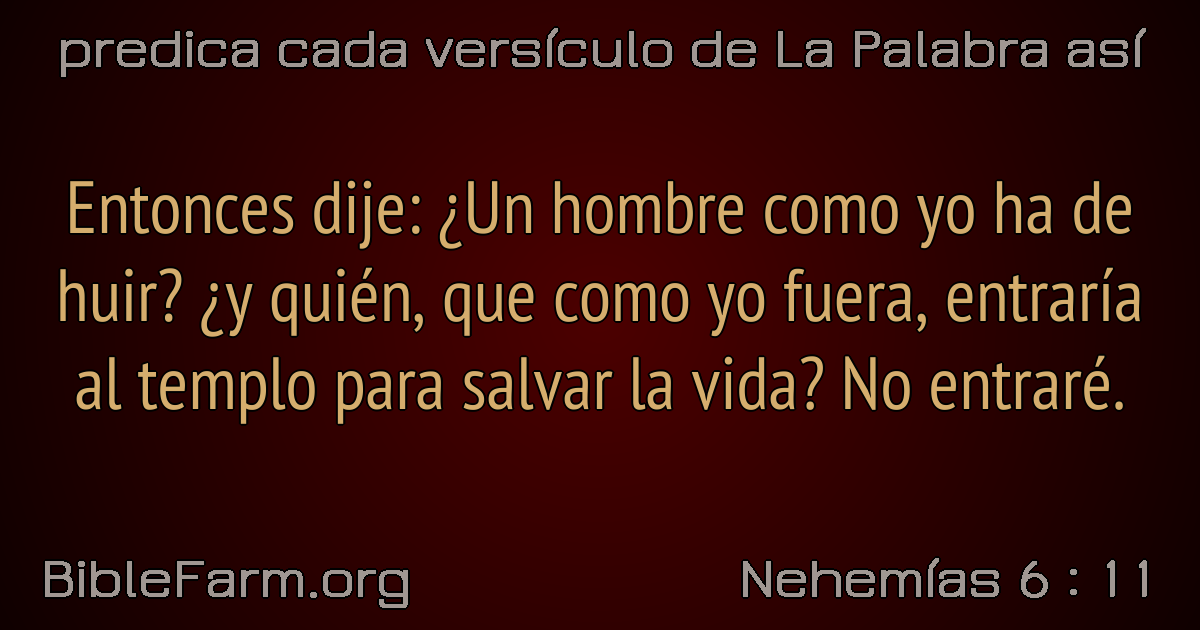 predica cada versículo de La Palabra así
Entonces dije: ¿Un hombre como yo ha de
huir? ¿y quién, que como yo fuera, entraría
al templo para salvar la vida? No entraré.
BibleFarm.org
Nehemías 6 : 11